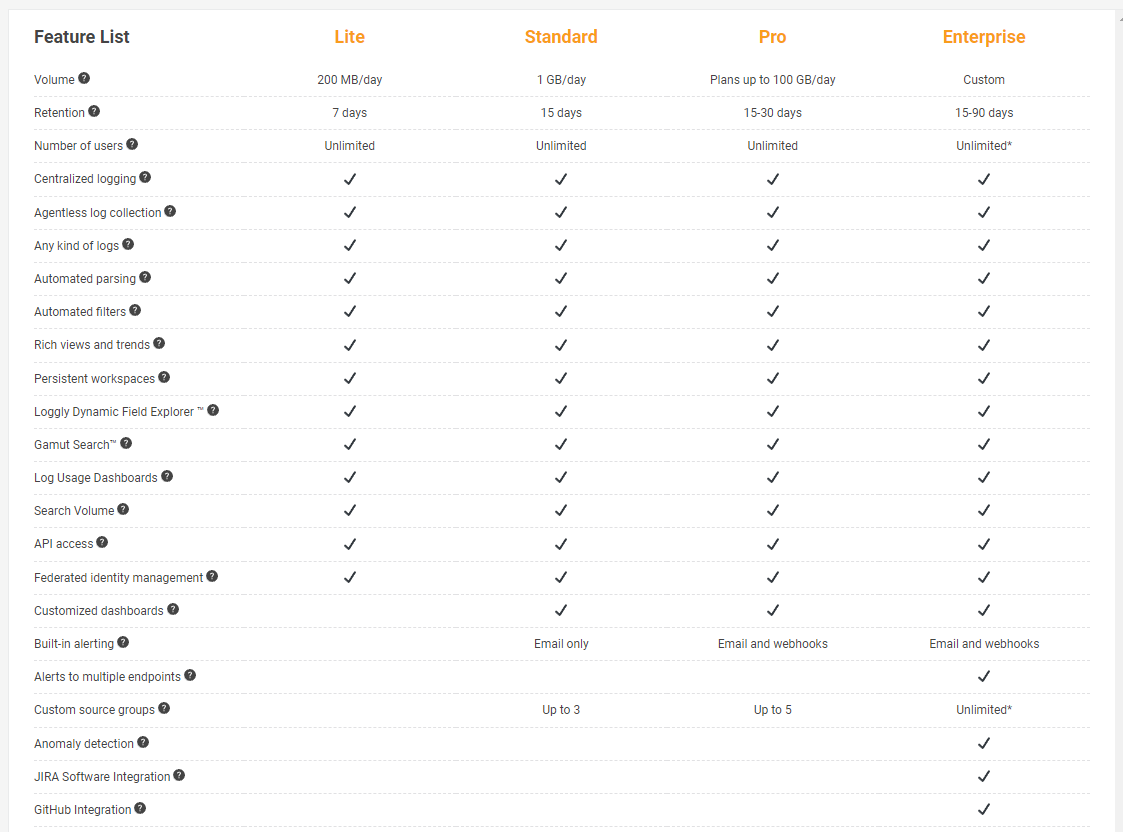 Feature List Lite Standard Pro Enterprise
Volume ? 200 MB/day 1 GB/day Plans up to 100 GB/day Custom
Retention ? 7 days 15 days 15-30 days 15-90 days
Number of users ? Unlimited Unlimited Unlimited Unlimited*
Centralized logging ? ✓ ✓ ✓ ✓
Agentless log collection ? ✓ ✓ ✓ ✓
Any kind of logs ? ✓ ✓ ✓ ✓
Automated parsing ? ✓ ✓ ✓ ✓
Automated filters ? ✓ ✓ ✓ ✓
Rich views and trends ? ✓ ✓ ✓ ✓
Persistent workspaces ? ✓ ✓ ✓ ✓
Loggly Dynamic Field Explorer ™ ? ✓ ✓ ✓ ✓
Gamut Search™ ? ✓ ✓ ✓ ✓
Log Usage Dashboards ? ✓ ✓ ✓ ✓
Search Volume ? ✓ ✓ ✓ ✓
API access ? ✓ ✓ ✓ ✓
Federated identity management ? ✓ ✓ ✓ ✓
Customized dashboards ? ✓ ✓ ✓
Built-in alerting ? Email only Email and webhooks Email and webhooks
Alerts to multiple endpoints ? ✓
Custom source groups ? Up to 3 Up to 5 Unlimited*
Anomaly detection ? ✓
JIRA Software Integration ? ✓
GitHub Integration ? ✓